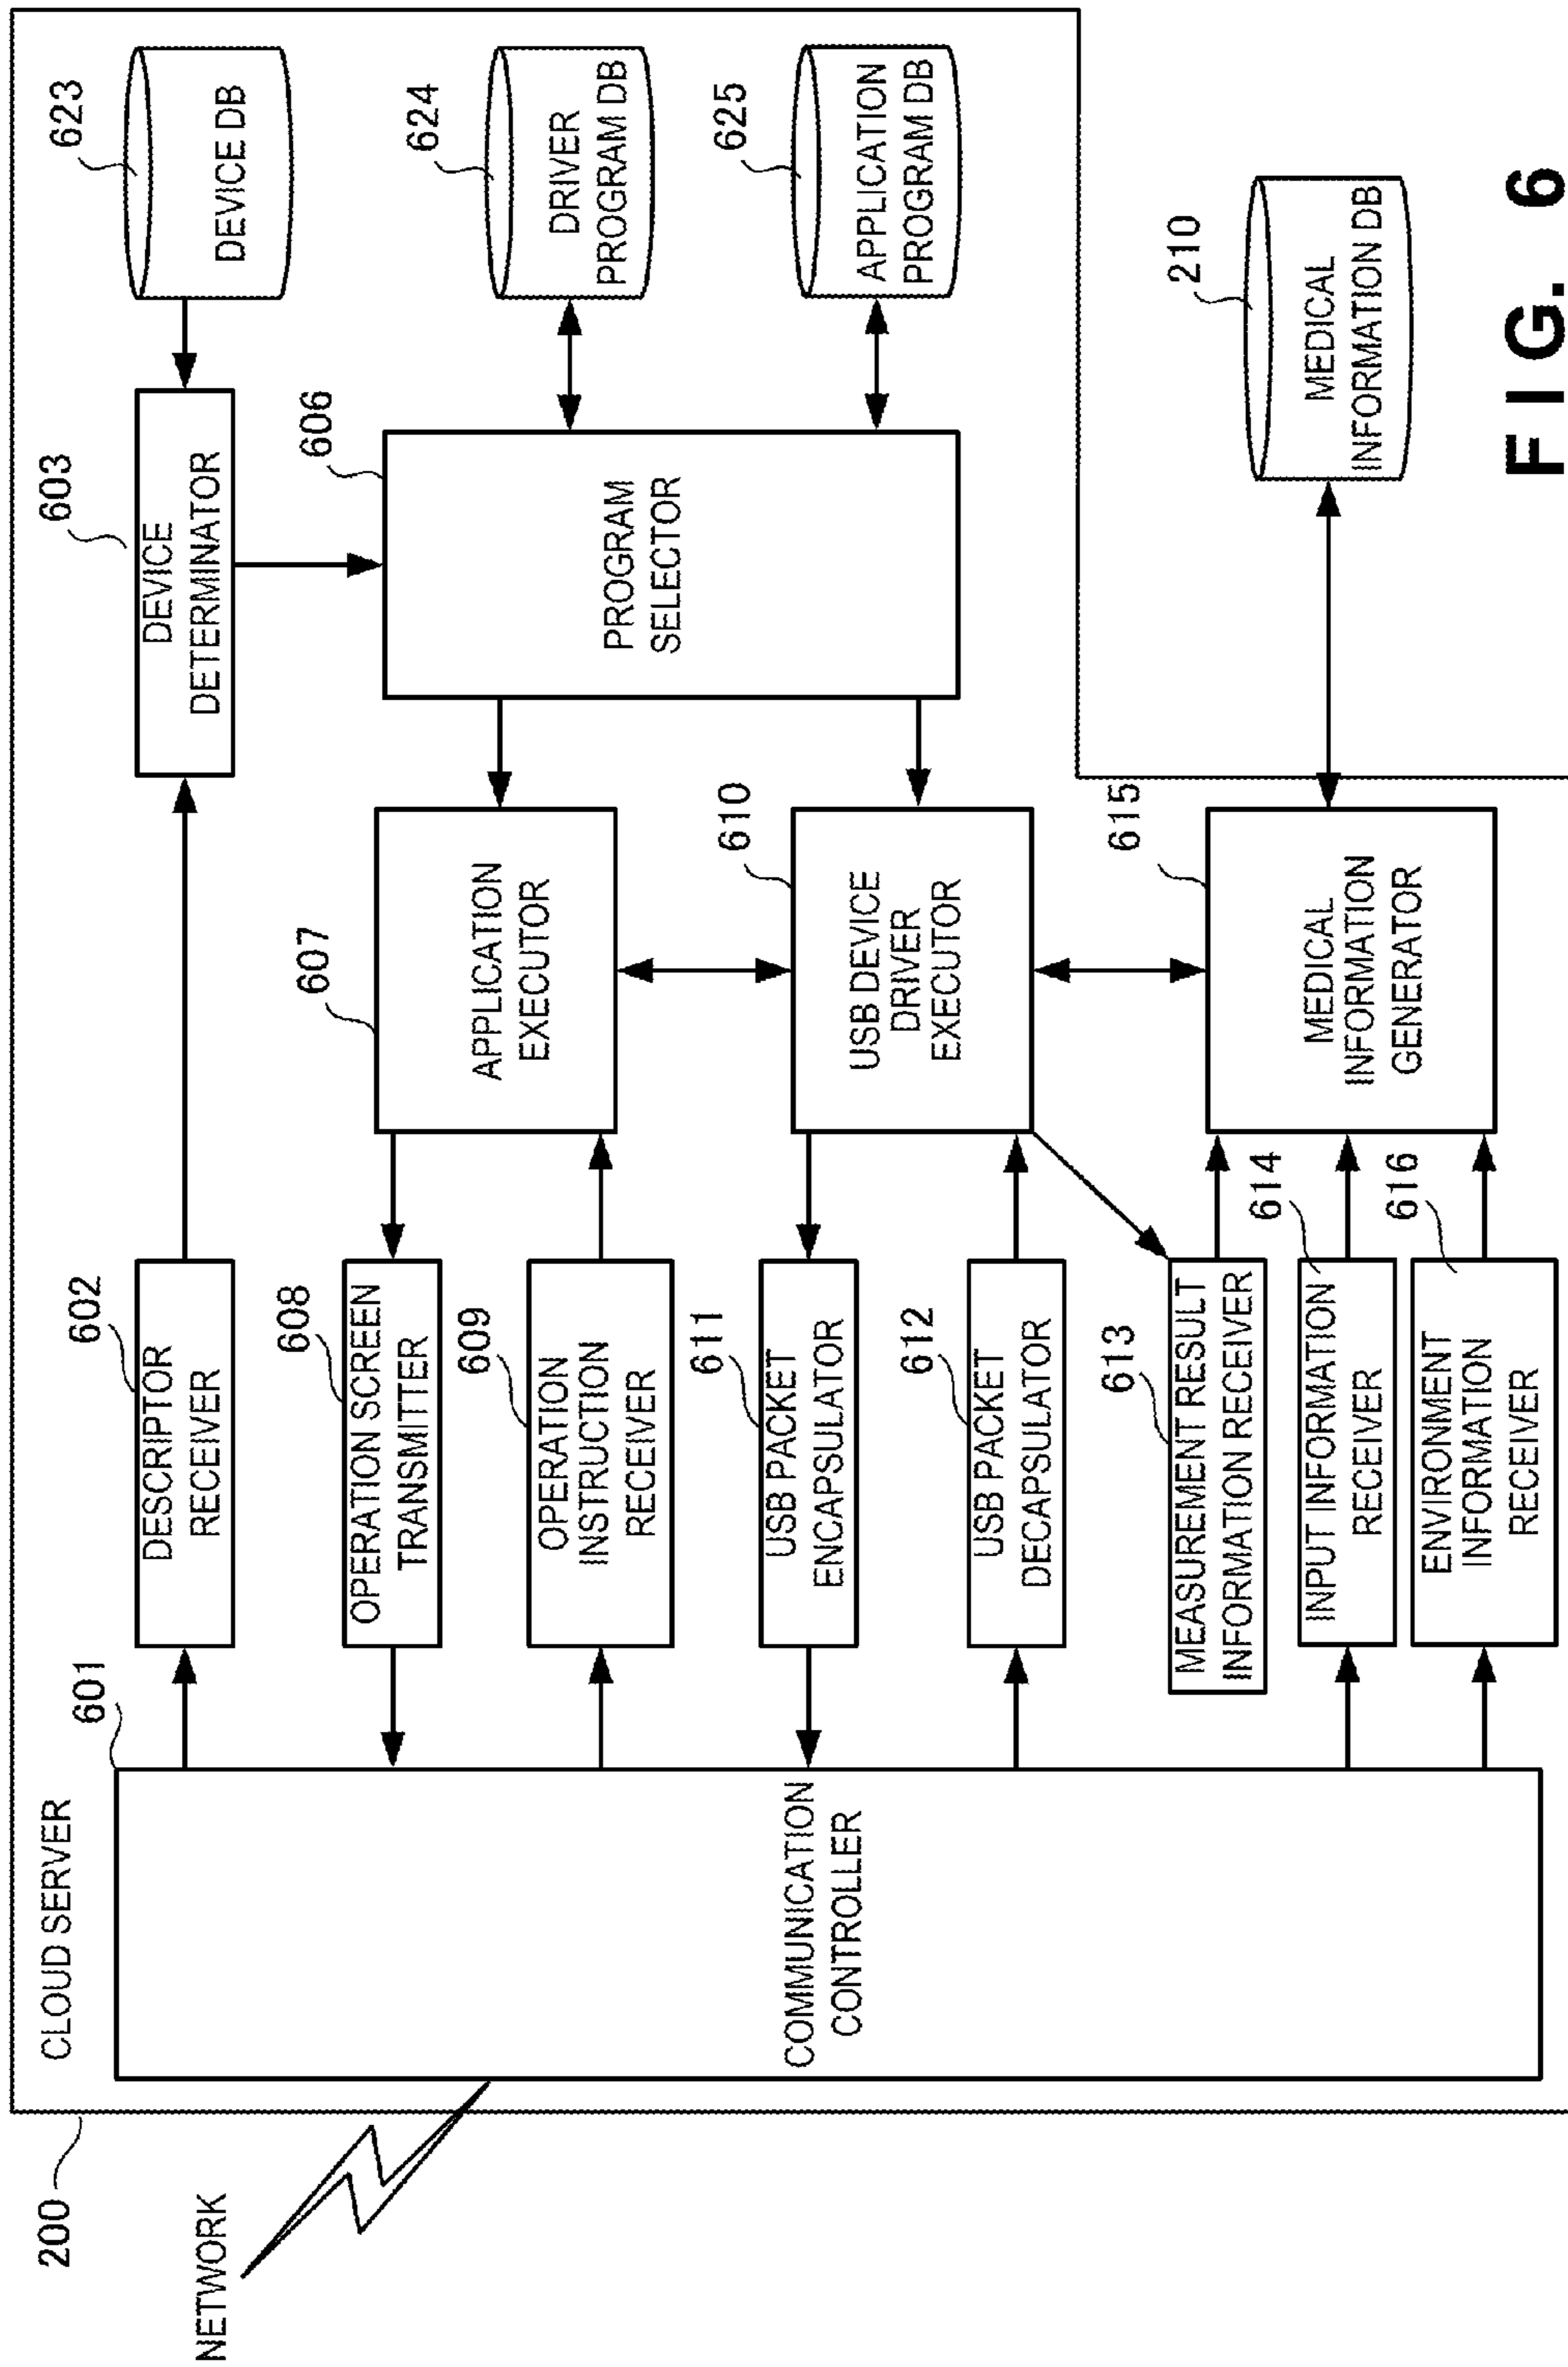 200
CLOUD SERVER
NETWORK
601
COMMUNICATION
CONTROLLER
602
DESCRIPTOR
RECEIVER
603
DEVICE
DETERMINATOR
623
DEVICE DB
608
OPERATION SCREEN
TRANSMITTER
607
APPLICATION
EXECUTOR
606
PROGRAM
SELECTOR
624
DRIVER
PROGRAM DB
609
OPERATION
INSTRUCTION
RECEIVER
625
APPLICATION
PROGRAM DB
611
USB PACKET
ENCAPSULATOR
610
USB DEVICE
DRIVER
EXECUTOR
612
USB PACKET
DECAPSULATOR
613
MEASUREMENT RESULT
INFORMATION RECEIVER
614
INPUT INFORMATION
RECEIVER
616
ENVIRONMENT
INFORMATION
RECEIVER
615
MEDICAL
INFORMATION
GENERATOR
210
MEDICAL
INFORMATION DB
FIG. 6